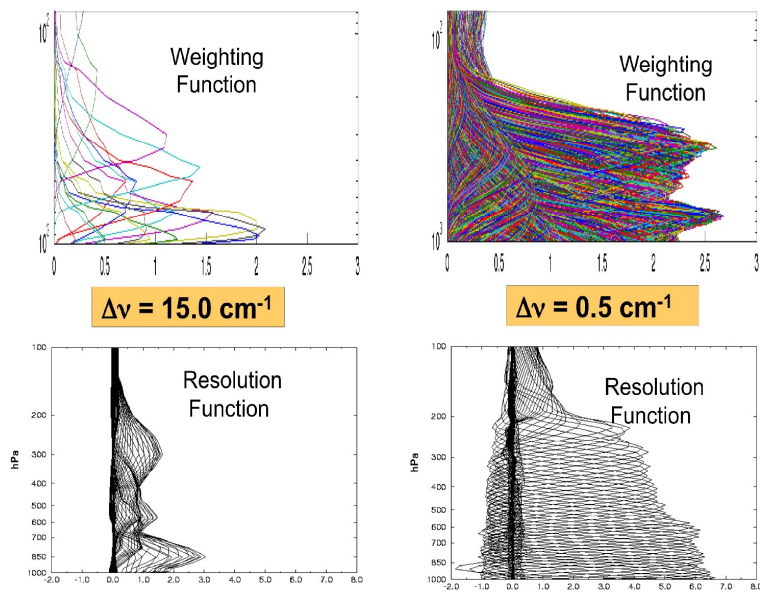 Weighting
Function
10²
10³
0 0.5 1 1.5 2 2.5 3
Weighting
Function
10²
10³
0 0.5 1 1.5 2 2.5 3
Δν = 15.0 cm⁻¹
Δν = 0.5 cm⁻¹
Resolution
Function
hPa
100
200
300
400
500
600
700
850
1000
-2.0 -1.0 0.0 1.0 2.0 3.0 4.0 5.0 6.0 7.0 8.0
Resolution
Function
hPa
100
200
300
400
500
600
700
850
1000
-2.0 -1.0 0.0 1.0 2.0 3.0 4.0 5.0 6.0 7.0 8.0